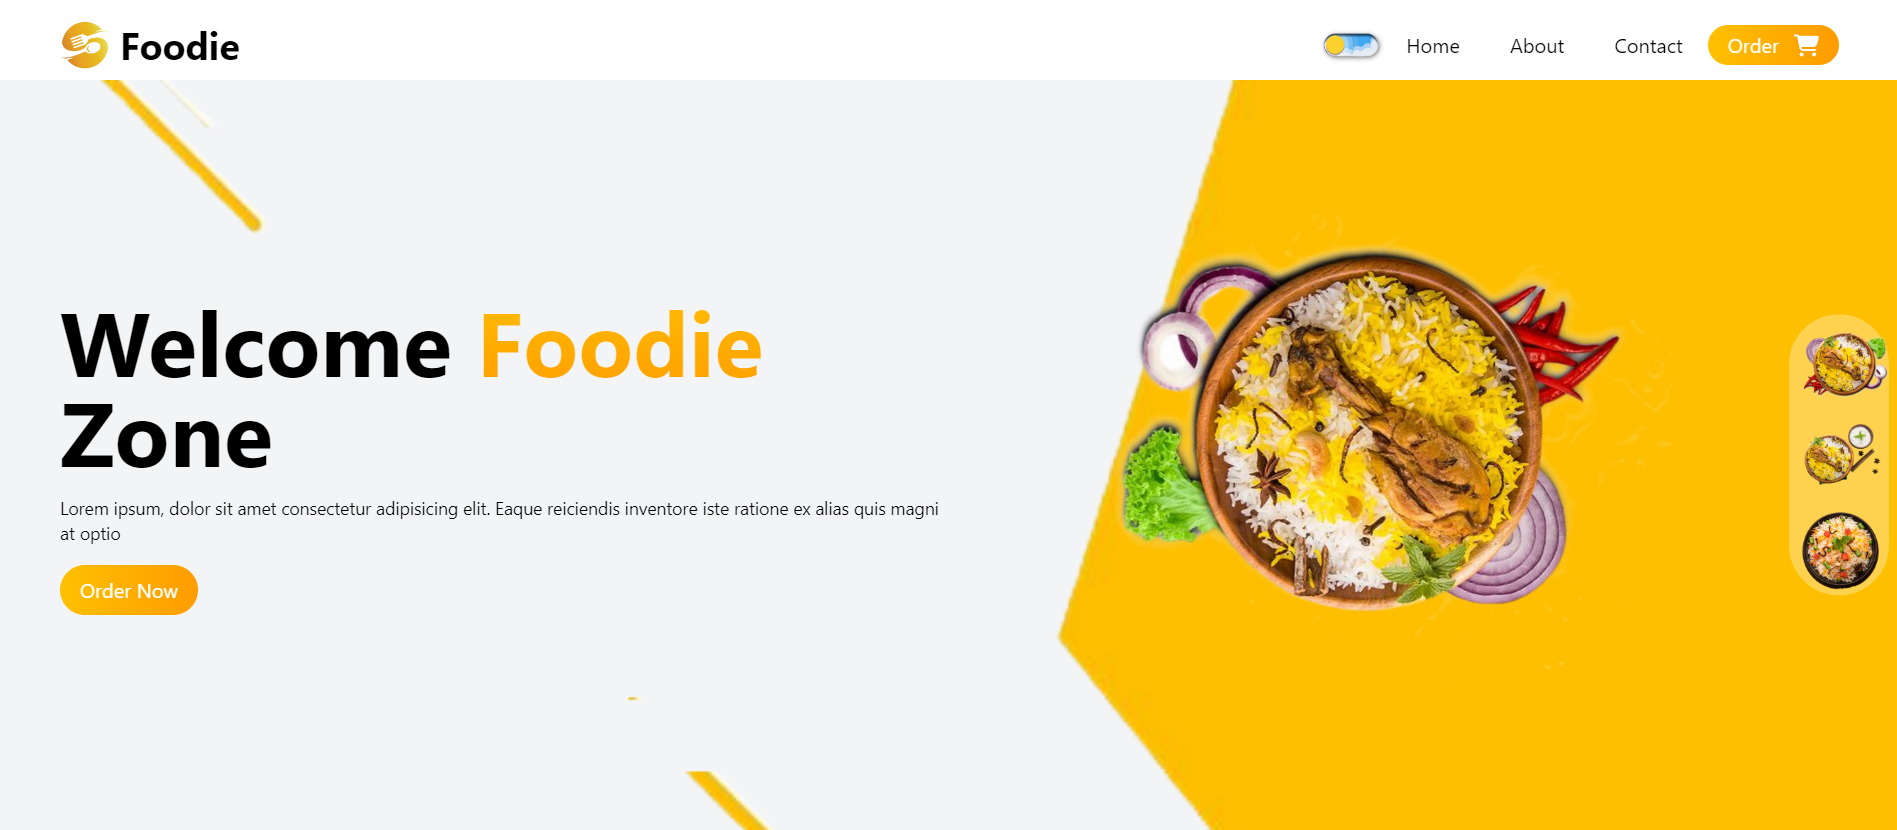 Foodie
Home
About
Contact
Order
Welcome Foodie
Zone
Lorem ipsum, dolor sit amet consectetur adipisicing elit. Eaque reiciendis inventore iste ratione ex alias quis magni
at optio
Order Now